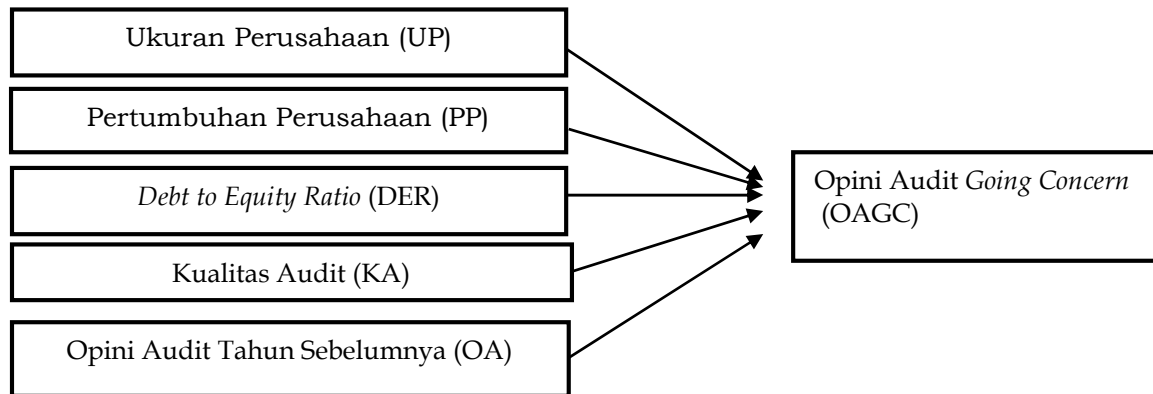 Ukuran Perusahaan (UP)
Pertumbuhan Perusahaan (PP)
Debt to Equity Ratio (DER)
Kualitas Audit (KA)
Opini Audit Tahun Sebelumnya (OA)
Opini Audit Going Concern
(OAGC)